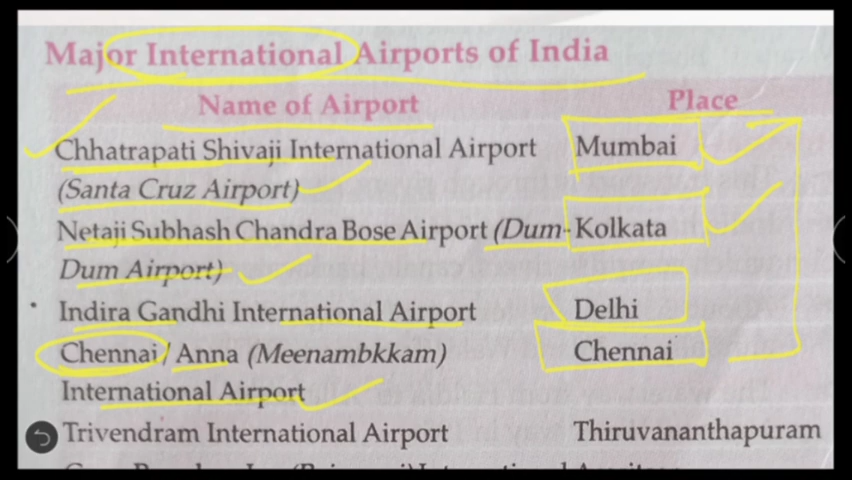 Major International Airports of India
Name of Airport Place
Chhatrapati Shivaji International Airport Mumbai
(Santa Cruz Airport)
Netaji Subhash Chandra Bose Airport (Dum- Kolkata
Dum Airport)
Indira Gandhi International Airport Delhi
Chennai / Anna (Meenambkkam) Chennai
International Airport
Trivendram International Airport Thiruvananthapuram